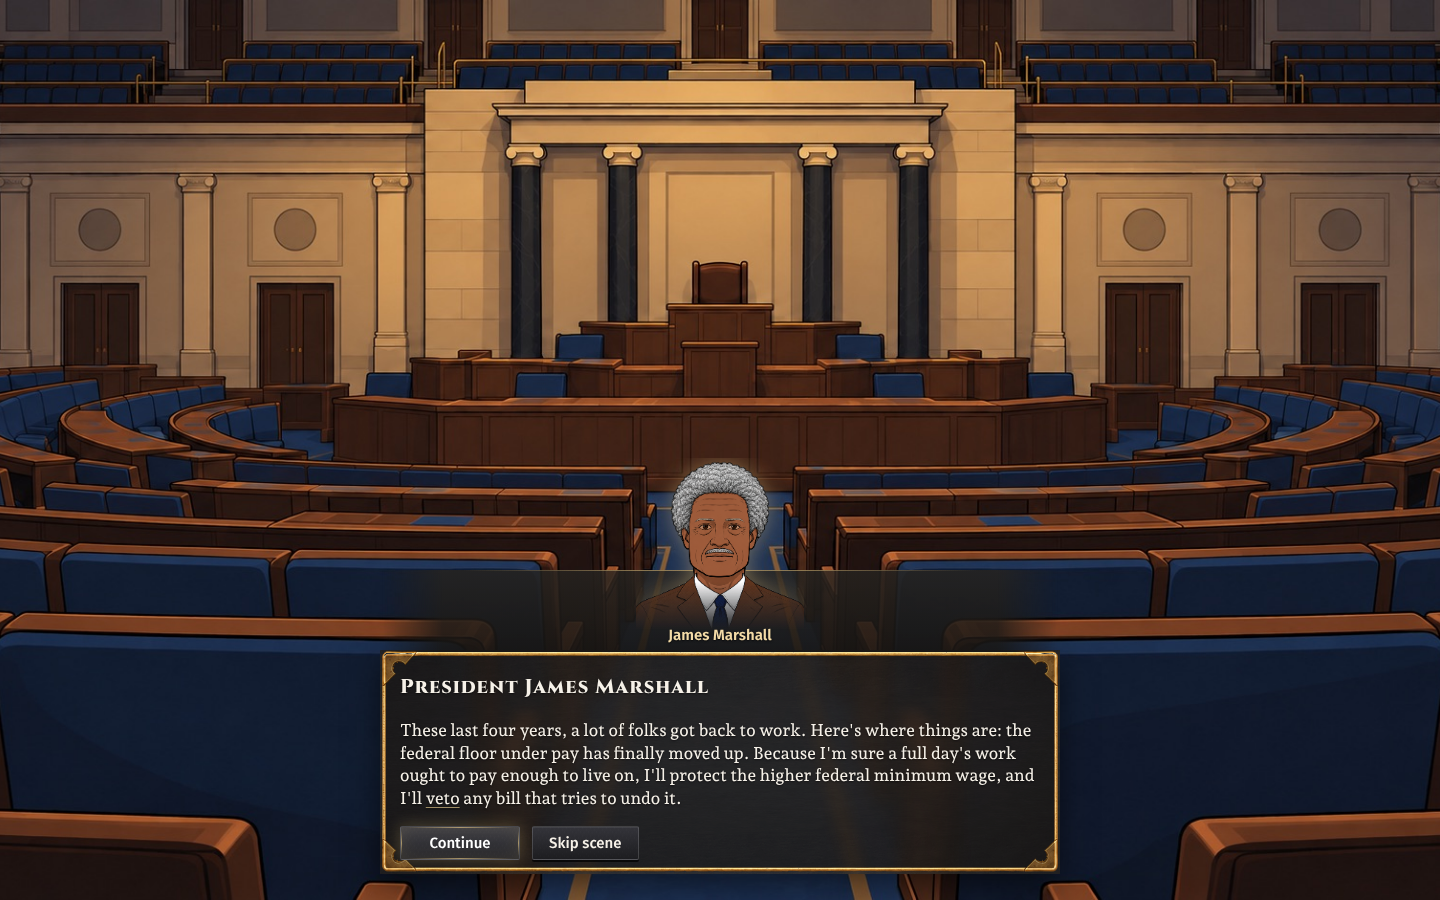 James Marshall
President James Marshall
These last four years, a lot of folks got back to work. Here's where things are: the
federal floor under pay has finally moved up. Because I'm sure a full day's work
ought to pay enough to live on, I'll protect the higher federal minimum wage, and
I'll veto any bill that tries to undo it.
Continue
Skip scene